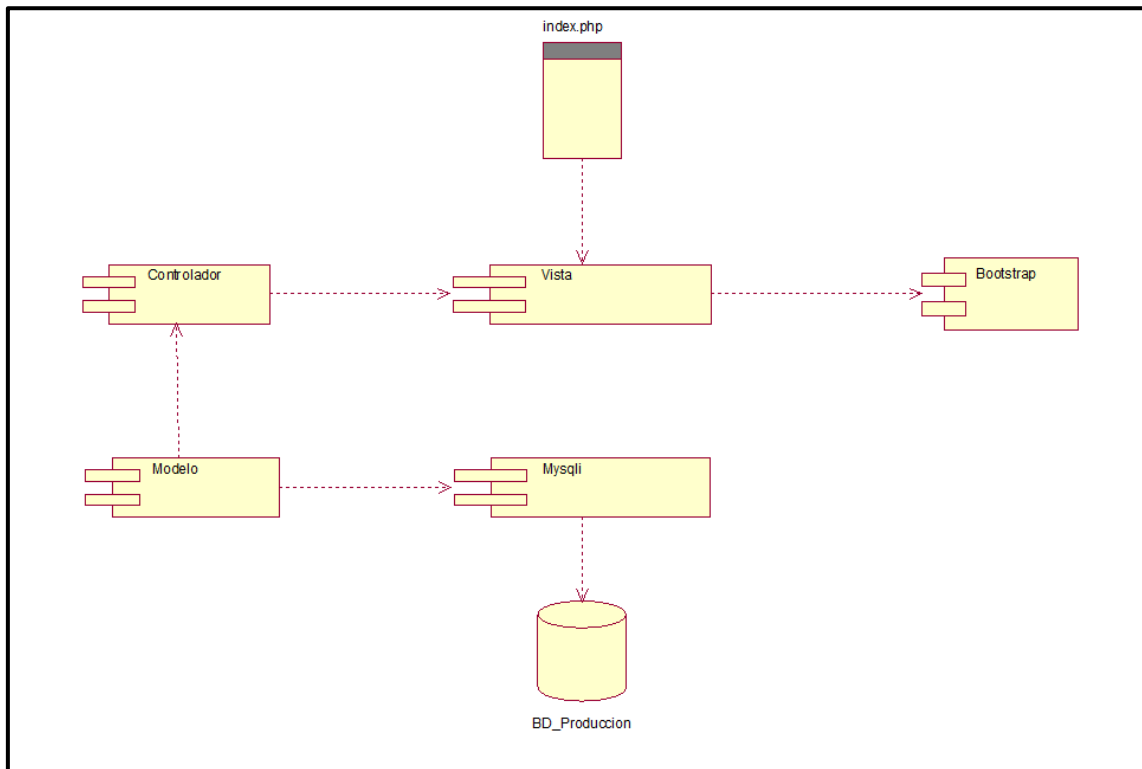 index.php
Controlador
Vista
Bootstrap
Modelo
Mysqli
BD_Produccion